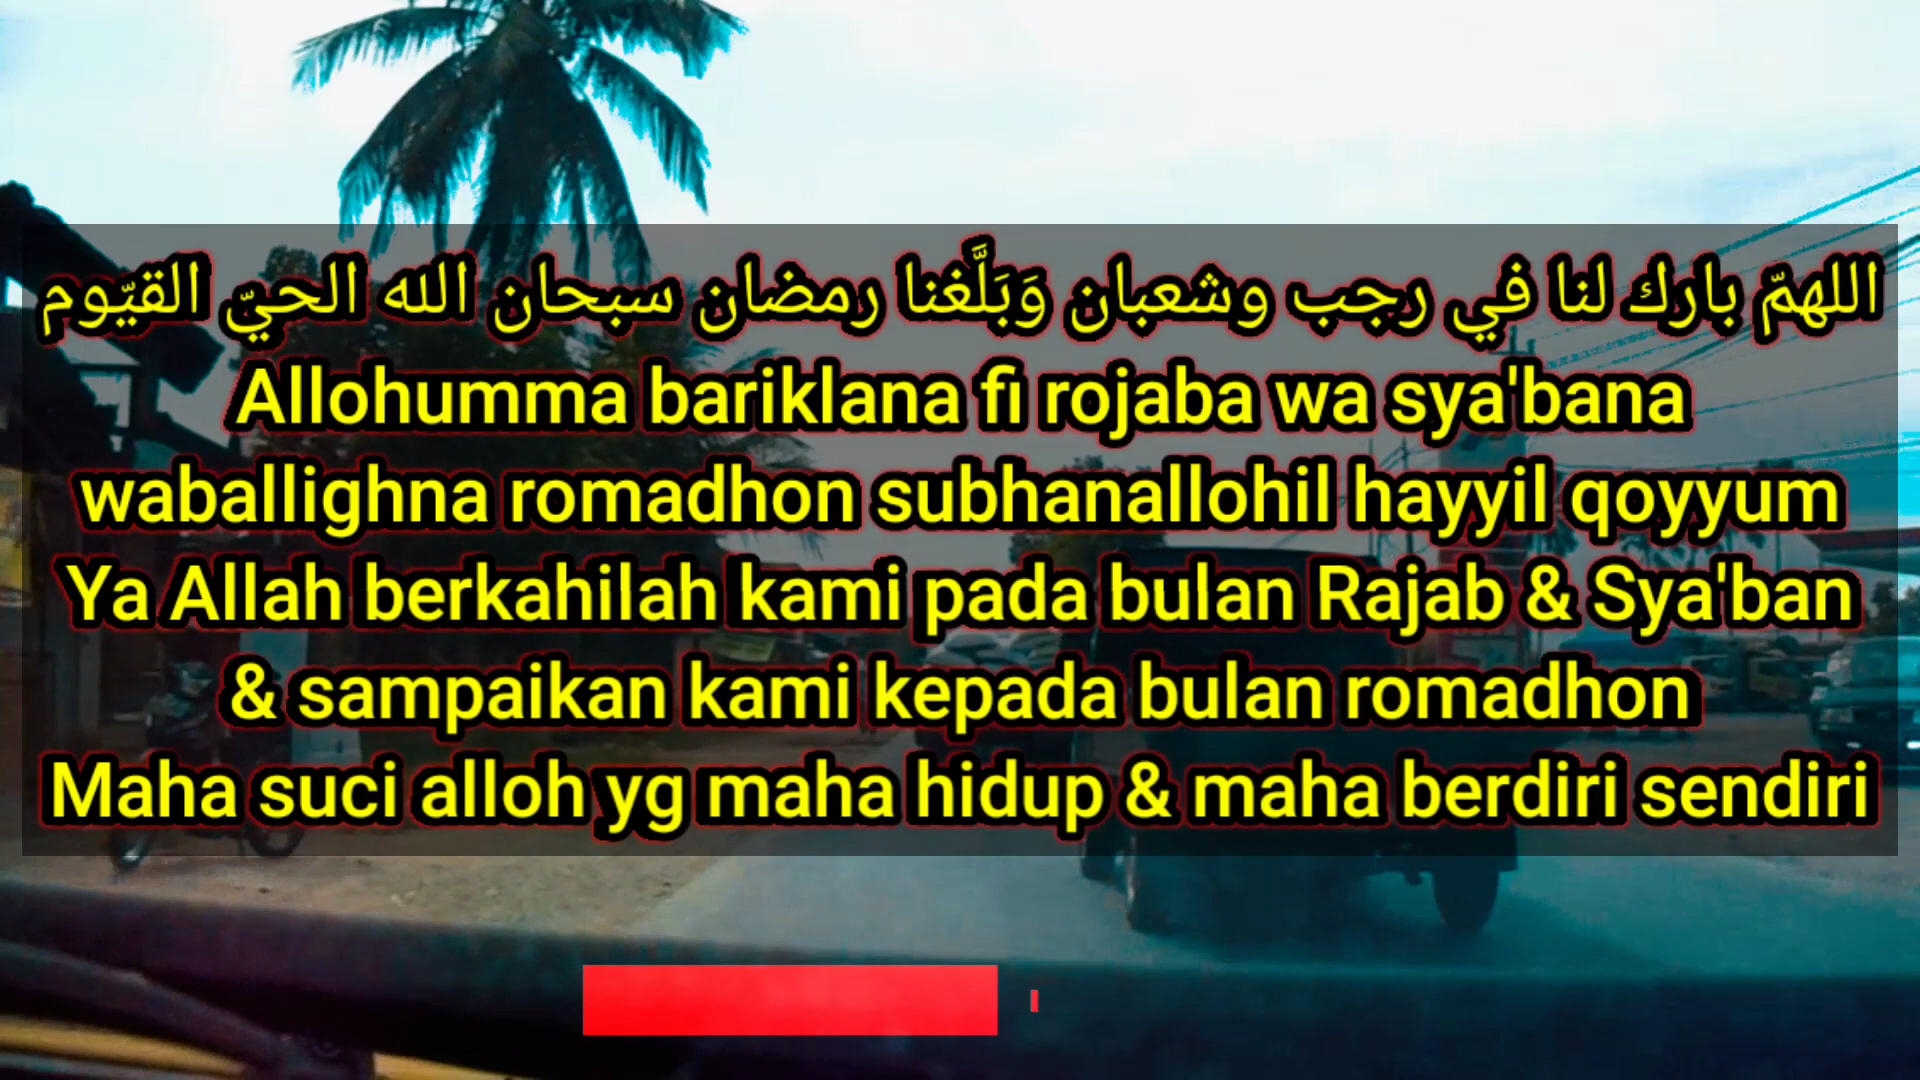 اللهمّ بارك لنا في رجب وشعبان وَبَلَّغنا رمضان سبحان الله الحيّ القيّوم
Allohumma bariklana fi rojaba wa sya'bana
waballighna romadhon subhanallohil hayyil qoyyum
Ya Allah berkahilah kami pada bulan Rajab & Sya'ban
& sampaikan kami kepada bulan romadhon
Maha suci alloh yg maha hidup & maha berdiri sendiri